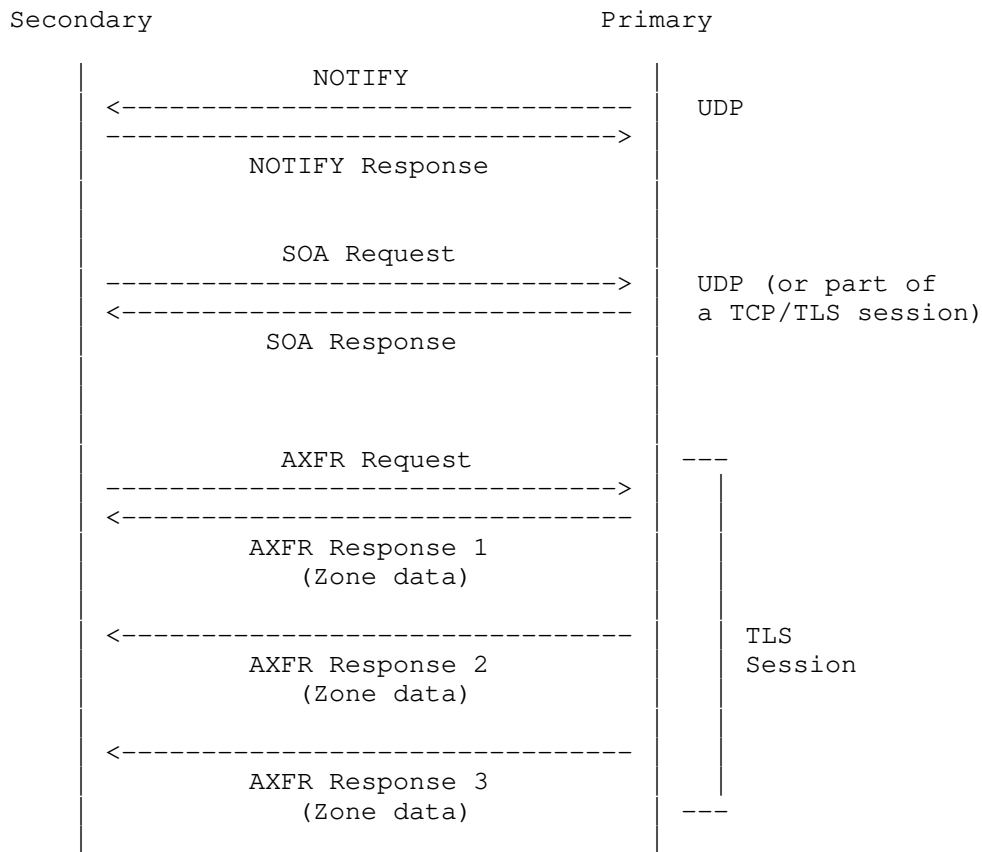 Secondary Primary
NOTIFY
UDP
NOTIFY Response
SOA Request
UDP (or part of
a TCP/TLS session)
SOA Response
AXFR Request
AXFR Response 1
(Zone data)
TLS
AXFR Response 2 Session
(Zone data)
AXFR Response 3
(Zone data)